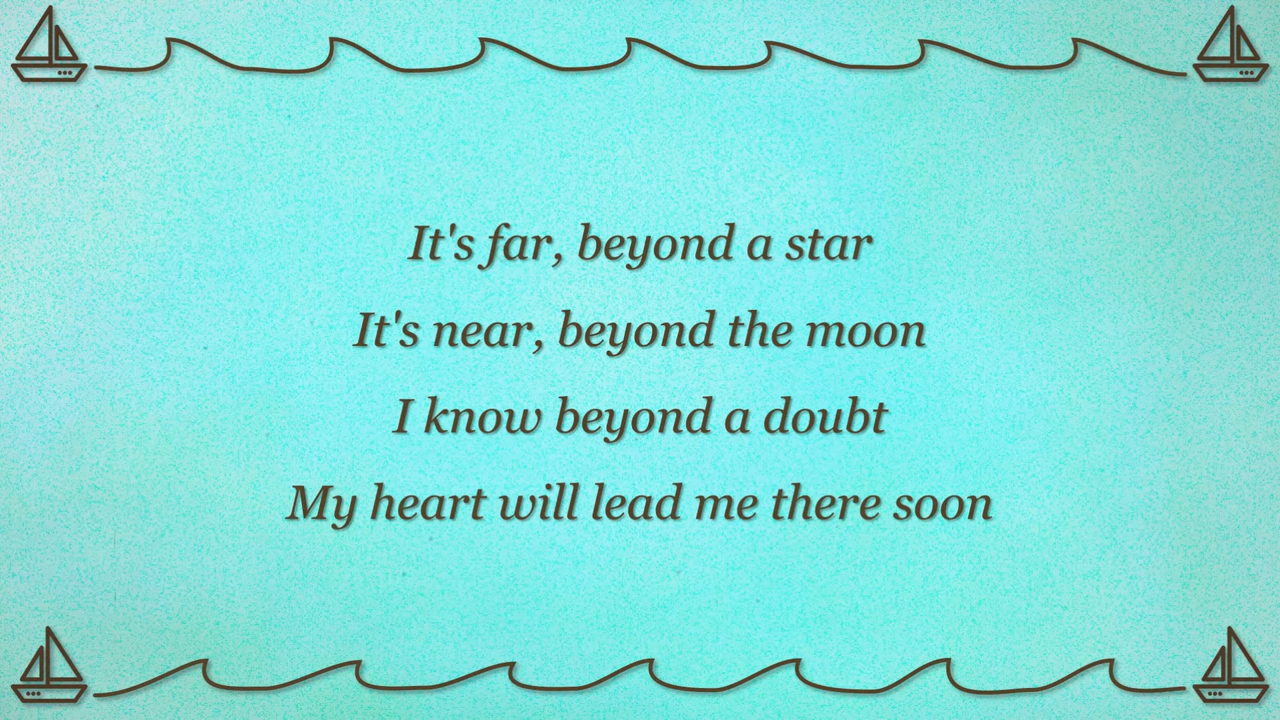 It's far, beyond a star
It's near, beyond the moon
I know beyond a doubt
My heart will lead me there soon